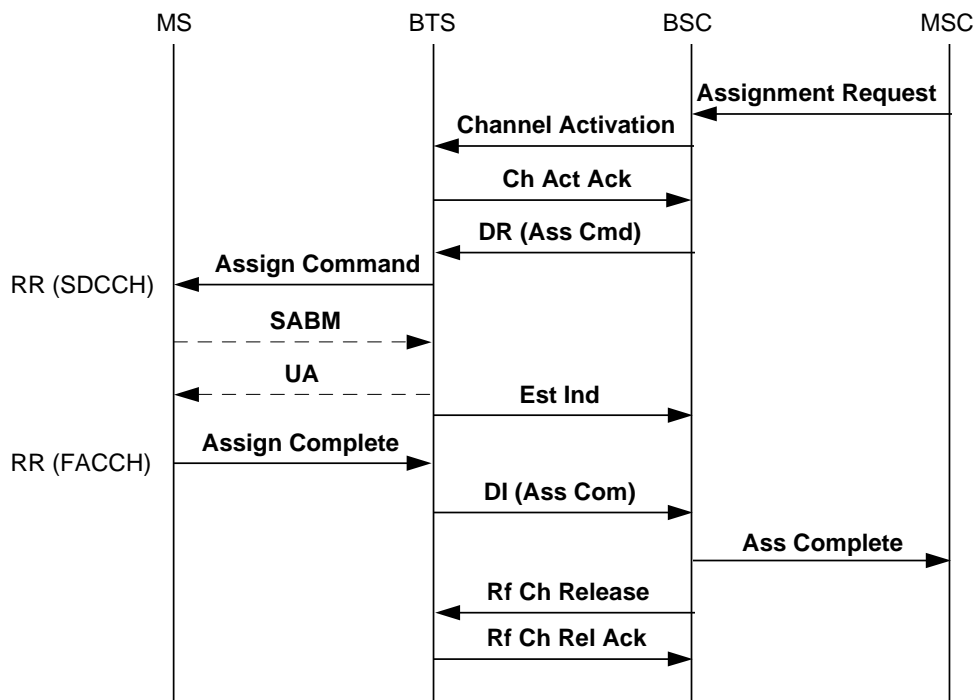 MS BTS BSC MSC
Assignment Request
Channel Activation
Ch Act Ack
DR (Ass Cmd)
Assign Command
RR (SDCCH)
SABM
UA
Est Ind
Assign Complete
RR (FACCH)
DI (Ass Com)
Ass Complete
Rf Ch Release
Rf Ch Rel Ack